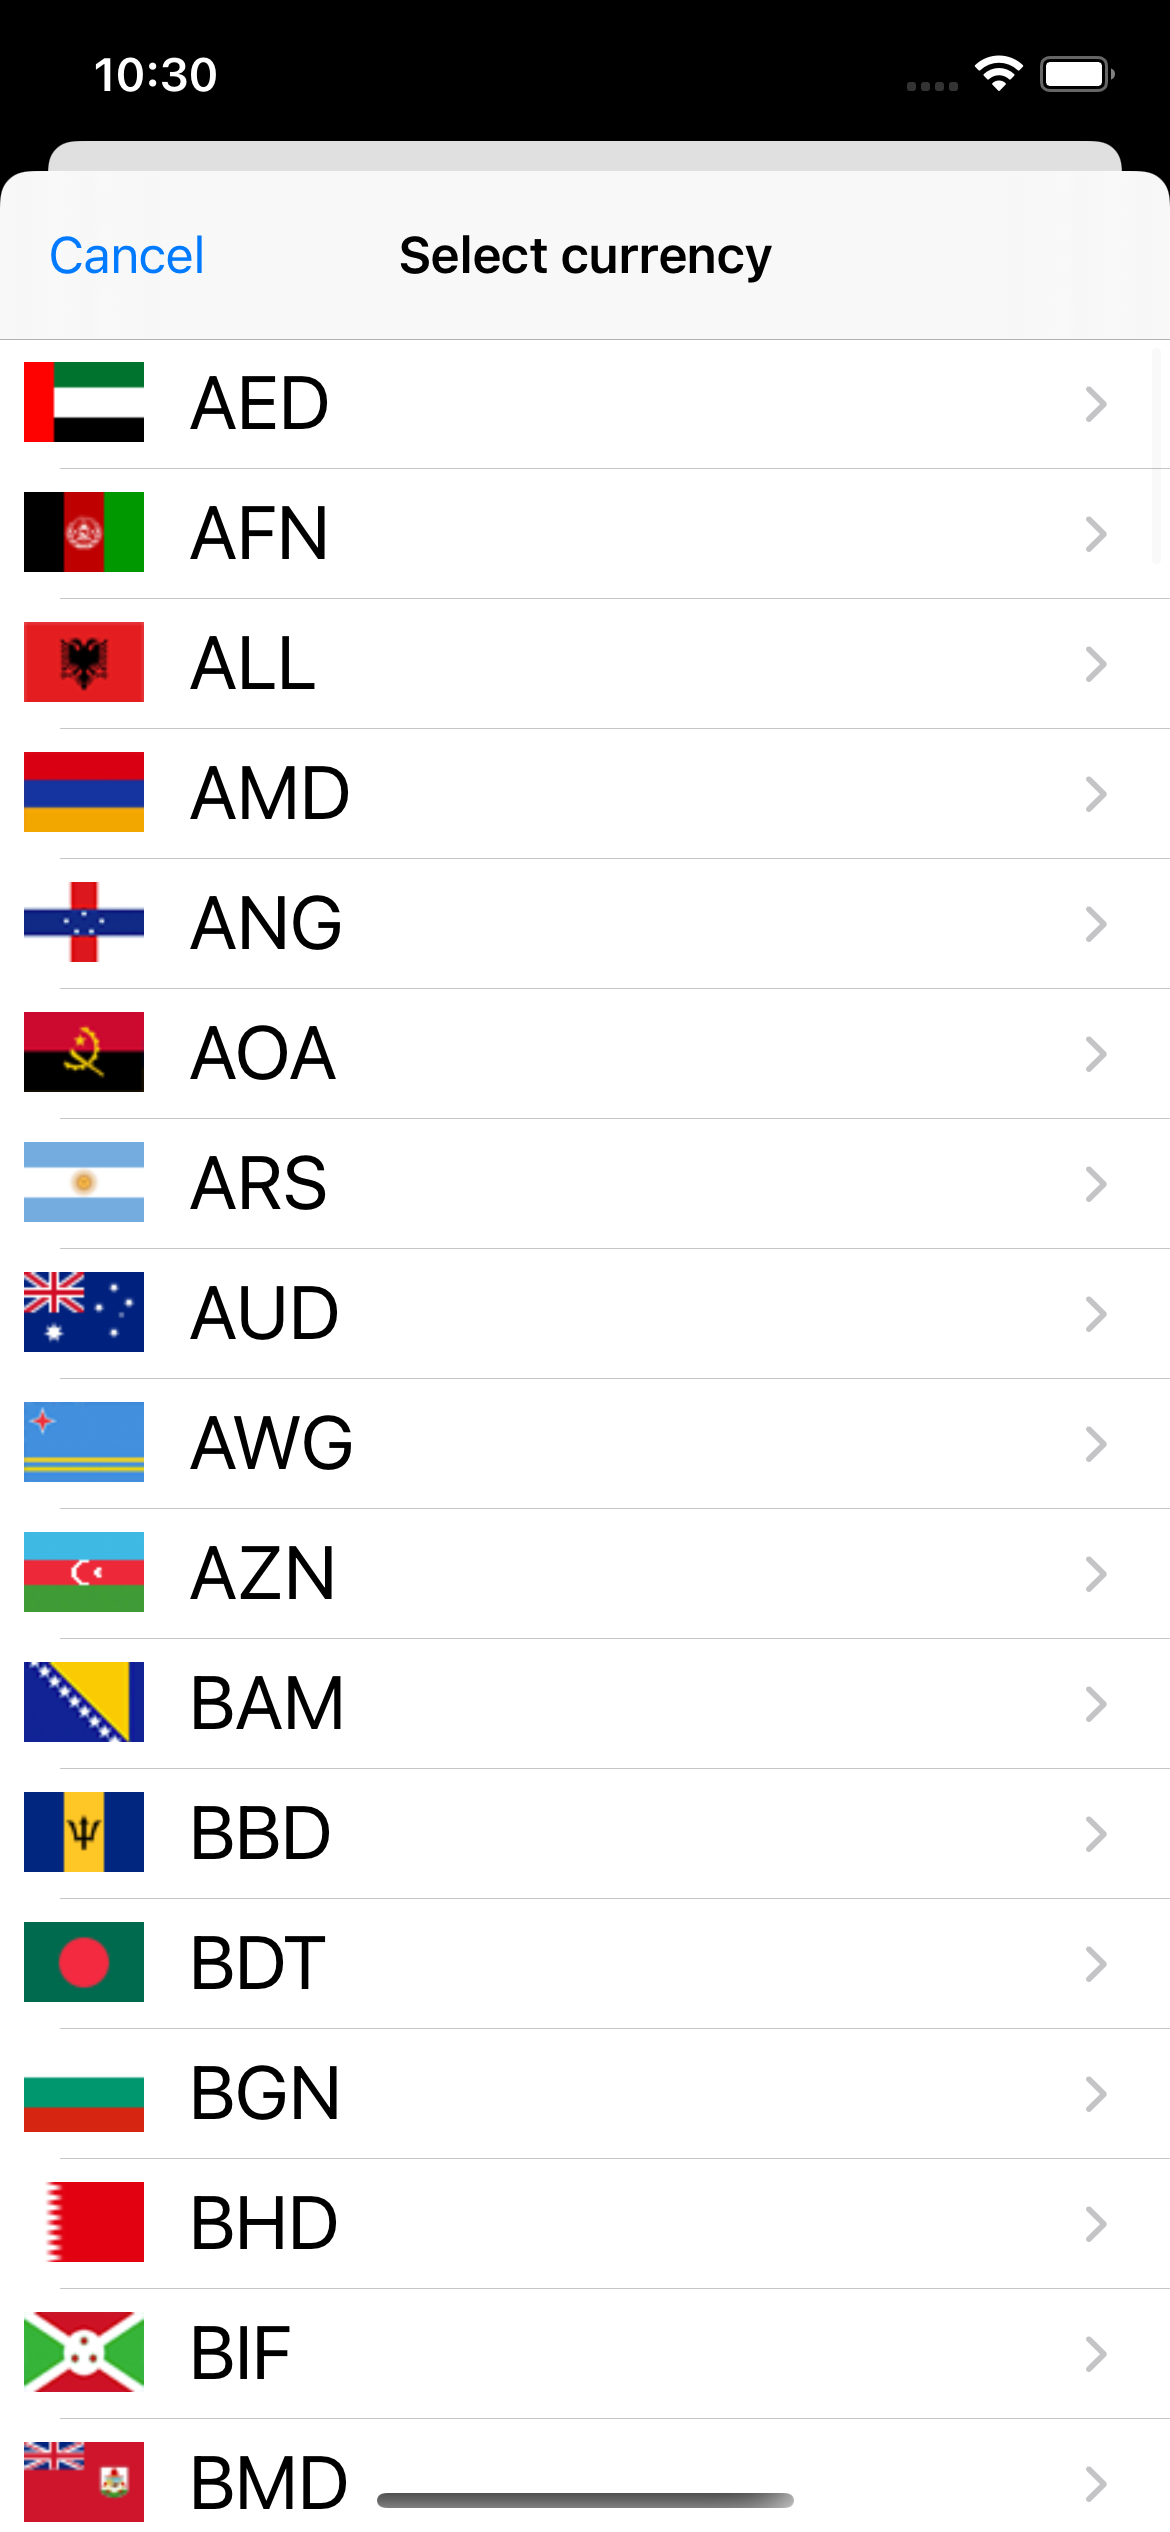 10:30
Cancel
Select currency
AED
AFN
ALL
AMD
ANG
AOA
ARS
AUD
AWG
AZN
BAM
BBD
BDT
BGN
BHD
BIF
BMD